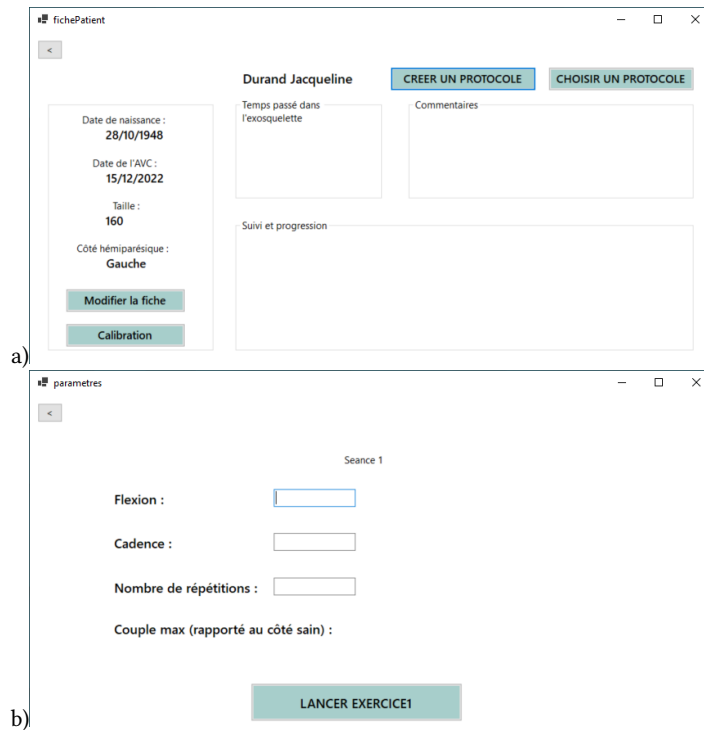 fichePatient
<
Durand Jacqueline
CREER UN PROTOCOLE
CHOISIR UN PROTOCOLE
Date de naissance :
28/10/1948
Date de l'AVC :
15/12/2022
Taille :
160
Côté hémiparésique :
Gauche
Modifier la fiche
Calibration
Temps passé dans
l'exosquelette
Commentaires
Suivi et progression
a)
parametres
<
Seance 1
Flexion :
Cadence :
Nombre de répétitions :
Couple max (rapporté au côté sain) :
LANCER EXERCICE1
b)